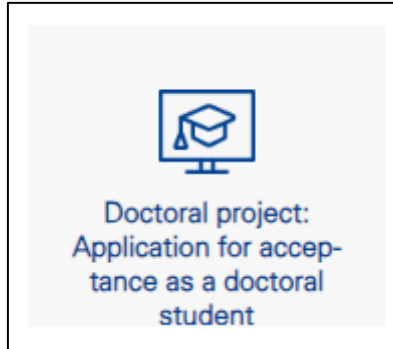 Doctoral project:
Application for accep-
tance as a doctoral
student